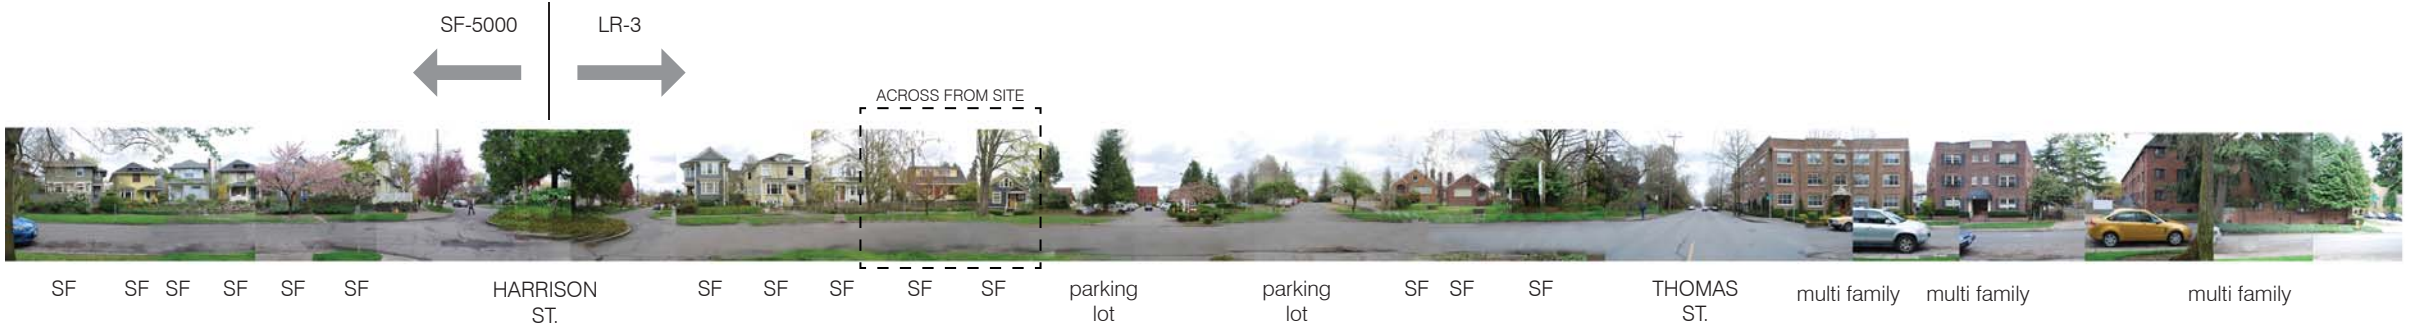 SF-5000 LR-3
ACROSS FROM SITE
SF SF SF SF SF SF HARRISON ST. SF SF SF SF SF parking lot parking lot SF SF SF THOMAS ST. multi family multi family multi family